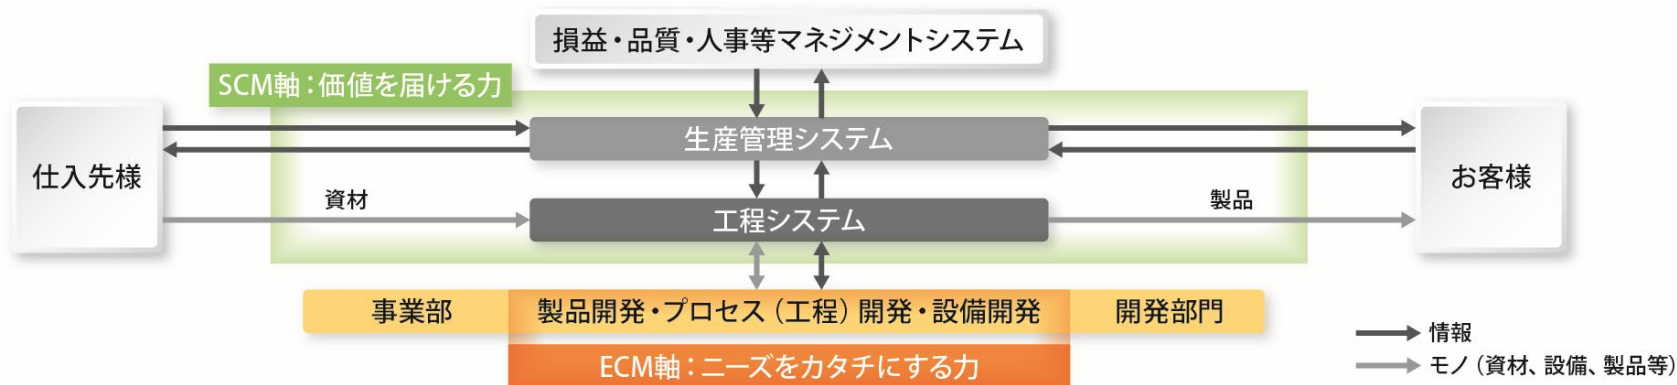 損益・品質・人事等マネジメントシステム
SCM軸：価値を届ける力
生産管理システム
仕入先様
お客様
資材
製品
工程システム
事業部
製品開発・プロセス（工程）開発・設備開発
開発部門
ECM軸：ニーズをカタチにする力
情報
モノ（資材、設備、製品等）